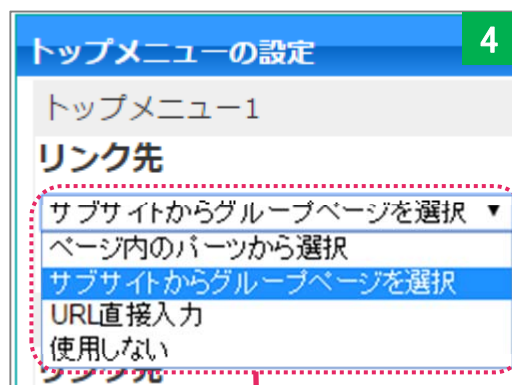 トップメニューの設定
4
トップメニュー1
リンク先
サブサイトからグループページを選択 ▼
ページ内のパーツから選択
サブサイトからグループページを選択
URL直接入力
使用しない
リンク先